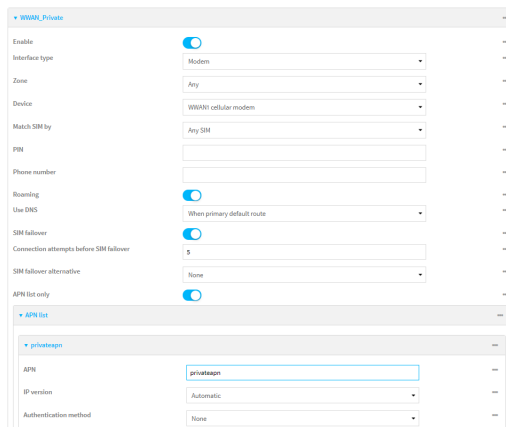 WWAN_Private
Enable
Interface type Modem
Zone Any
Device WWAN1 cellular modem
Match SIM by Any SIM
PIN
Phone number
Roaming
Use DNS When primary default route
SIM failover
Connection attempts before SIM failover 5
SIM failover alternative None
APN list only
APN list
privateapn
APN privateapn
IP version Automatic
Authentication method None